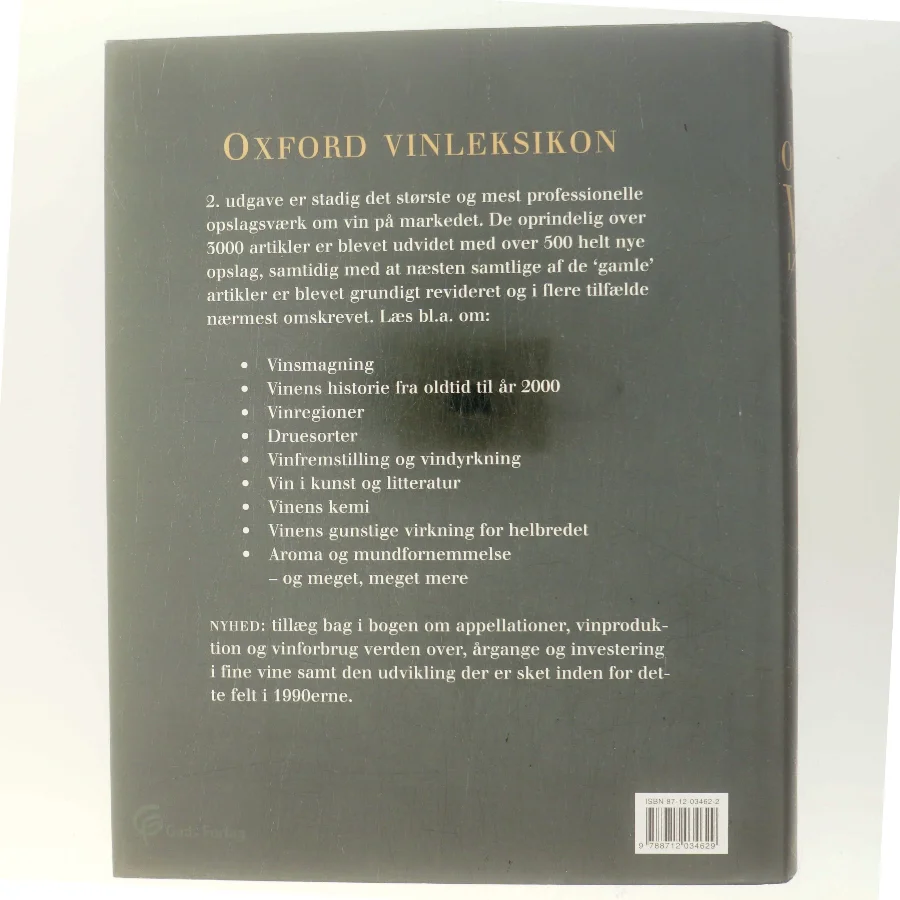 OXFORD VINLEKSIKON
2. udgave er stadig det største og mest professionelle
opslagsværk om vin på markedet. De oprindelig over
3000 artikler er blevet udvidet med over 500 helt nye
opslag, samtidig med at næsten samtlige af de ‘gamle’
artikler er blevet grundigt revideret og i flere tilfælde
nærmest omskrevet. Læs bl.a. om:
• Vinsmagning
• Vinens historie fra oldtid til år 2000
• Vinregioner
• Druesorter
• Vinfremstilling og vindyrkning
• Vin i kunst og litteratur
• Vinens kemi
• Vinens gunstige virkning for helbredet
• Aroma og mundfornemmelse
– og meget, meget mere
NYHED: tillæg bag i bogen om appellationer, vinproduk-
tion og vinforbrug verden over, årgange og investering
i fine vine samt den udvikling der er sket inden for det-
te felt i 1990erne.
Gads Forlag
ISBN 87-12-03462-2
9 788712 034629